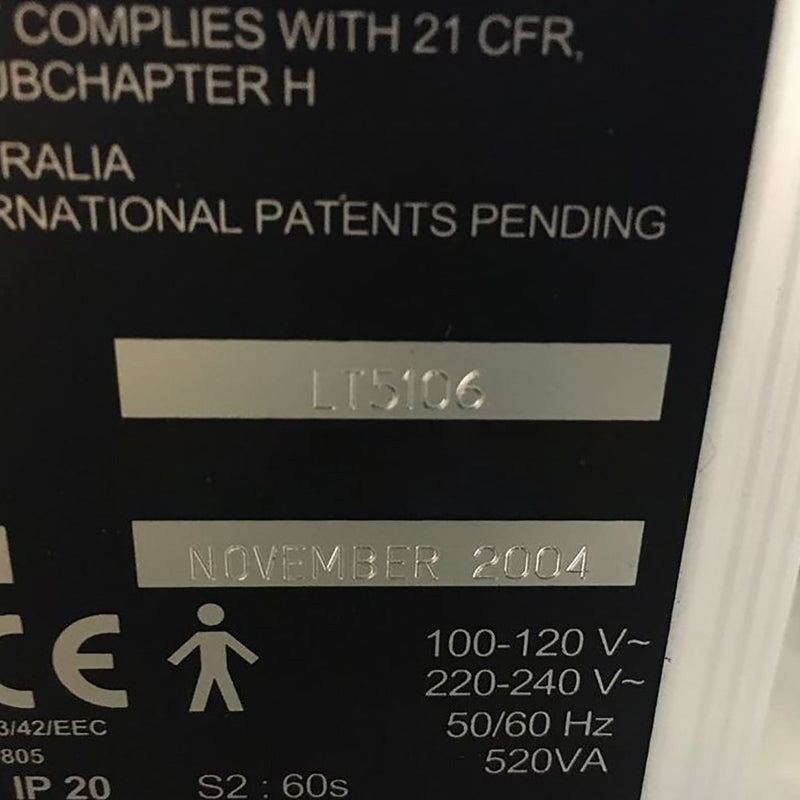 COMPLIES WITH 21 CFR,
UBCHAPTER H
RALIA
RNATIONAL PATENTS PENDING
LT5106
NOVEMBER 2004
CE
100-120 V~
220-240 V~
3/42/EEC
50/60 Hz
805
520VA
IP 20
S2 : 60s